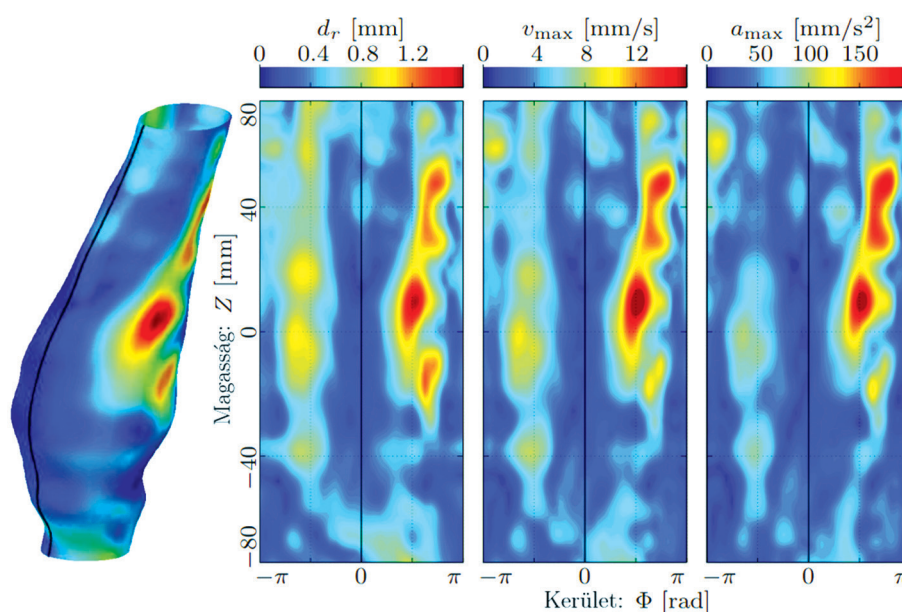 d_r [mm]
0 0.4 0.8 1.2
v_max [mm/s]
0 4 8 12
a_max [mm/s²]
0 50 100 150
Magasság: Z [mm]
80
40
0
−40
−80
−π 0 π
−π 0 π
−π 0 π
Kerület: Φ [rad]